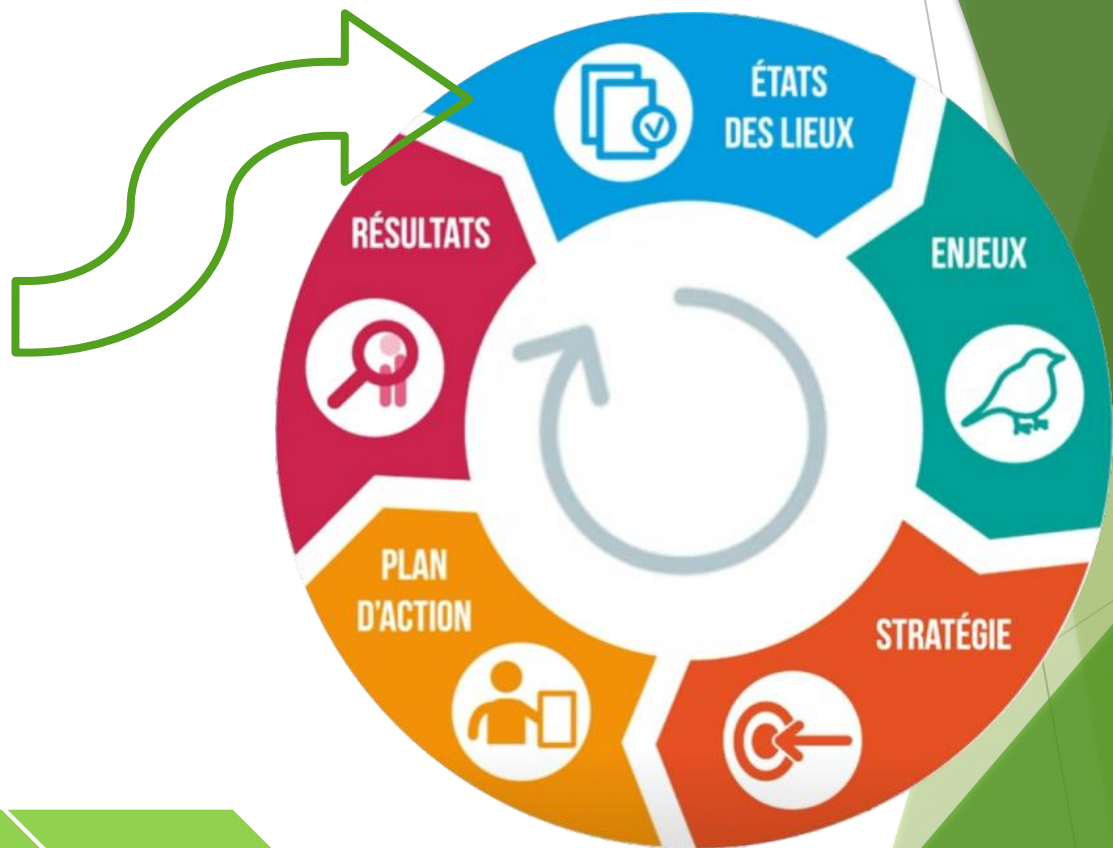 ÉTATS
DES LIEUX
ENJEUX
STRATÉGIE
PLAN
D'ACTION
RÉSULTATS